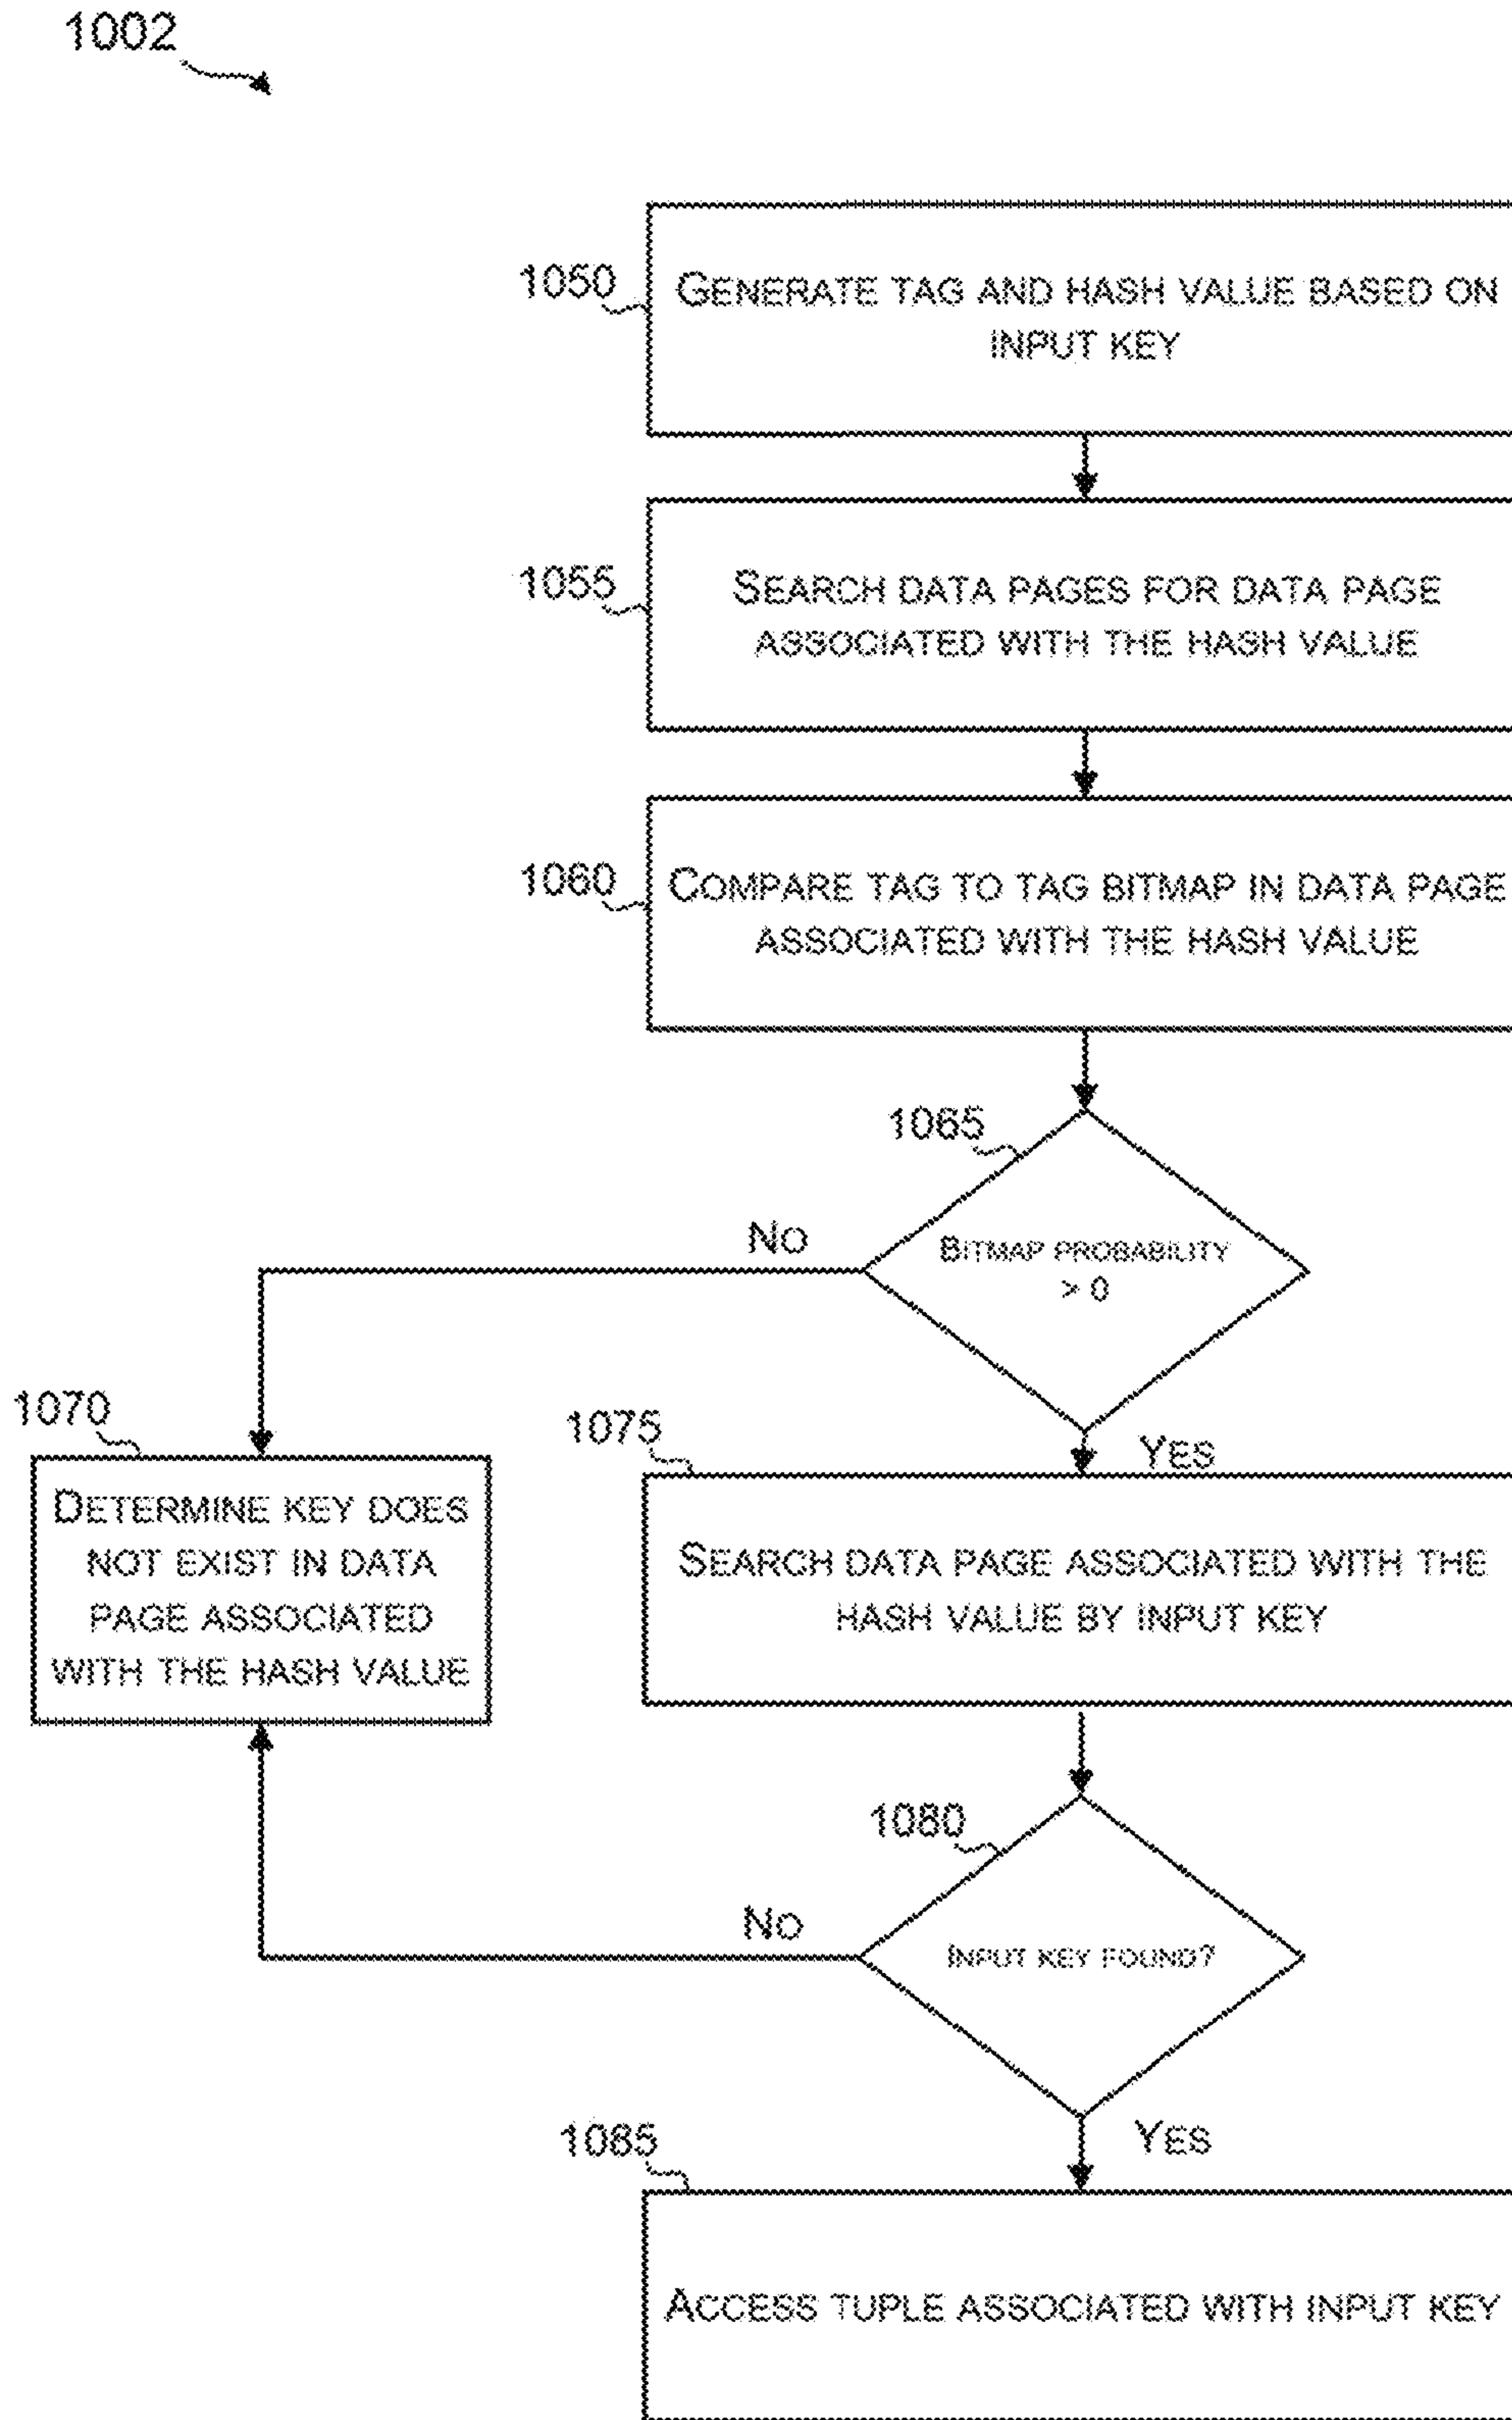 1002
1050
GENERATE TAG AND HASH VALUE BASED ON
INPUT KEY
1055
SEARCH DATA PAGES FOR DATA PAGE
ASSOCIATED WITH THE HASH VALUE
1060
COMPARE TAG TO TAG BITMAP IN DATA PAGE
ASSOCIATED WITH THE HASH VALUE
1065
NO
BITMAP PROBABILITY
> 0
YES
1070
DETERMINE KEY DOES
NOT EXIST IN DATA
PAGE ASSOCIATED
WITH THE HASH VALUE
1075
SEARCH DATA PAGE ASSOCIATED WITH THE
HASH VALUE BY INPUT KEY
1080
NO
INPUT KEY FOUND?
YES
1085
ACCESS TUPLE ASSOCIATED WITH INPUT KEY